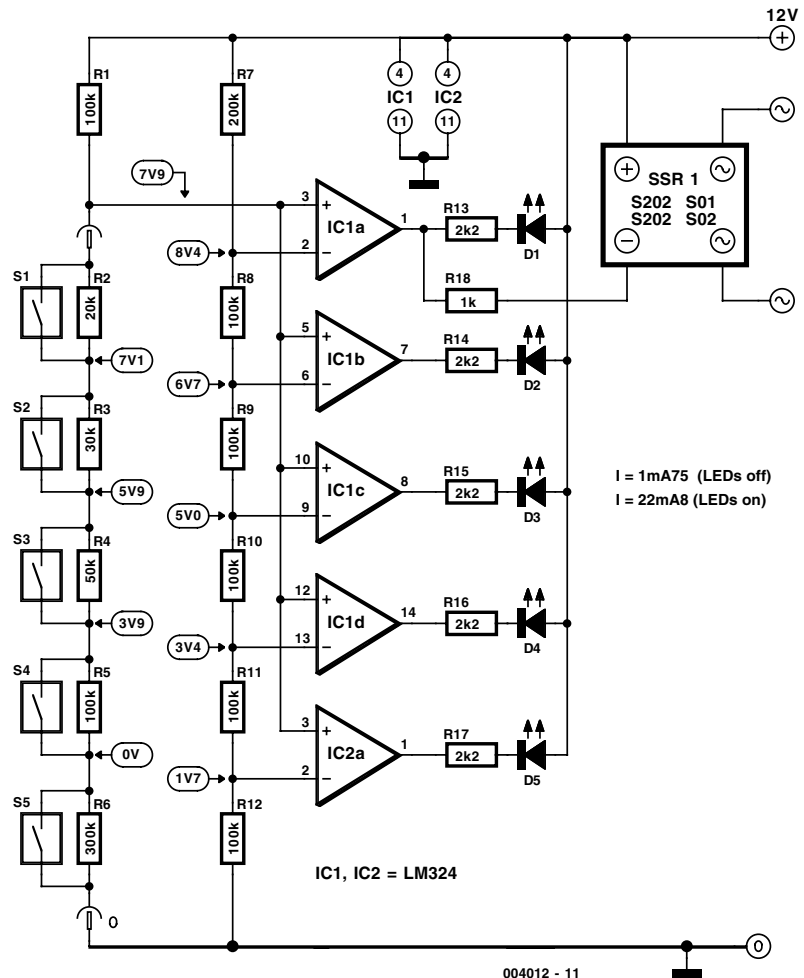 12V
R1
100k
R7
200k
4
4
IC1
IC2
11
11
+
7V9
SSR 1
S202 S01
S202 S02
+
−
3
+
IC1a
2
−
1
R13
2k2
D1
8V4
S1
R2
20k
R8
100k
R18
1k
7V1
5
+
IC1b
6
−
7
R14
2k2
D2
6V7
S2
R3
30k
R9
100k
10
+
IC1c
9
−
8
R15
2k2
D3
I = 1mA75 (LEDs off)
I = 22mA8 (LEDs on)
5V9
5V0
S3
R4
50k
R10
100k
12
+
IC1d
13
−
14
R16
2k2
D4
3V9
3V4
S4
R5
100k
R11
100k
3
+
IC2a
2
−
1
R17
2k2
D5
0V
1V7
S5
R6
300k
R12
100k
IC1, IC2 = LM324
0
0
004012 - 11